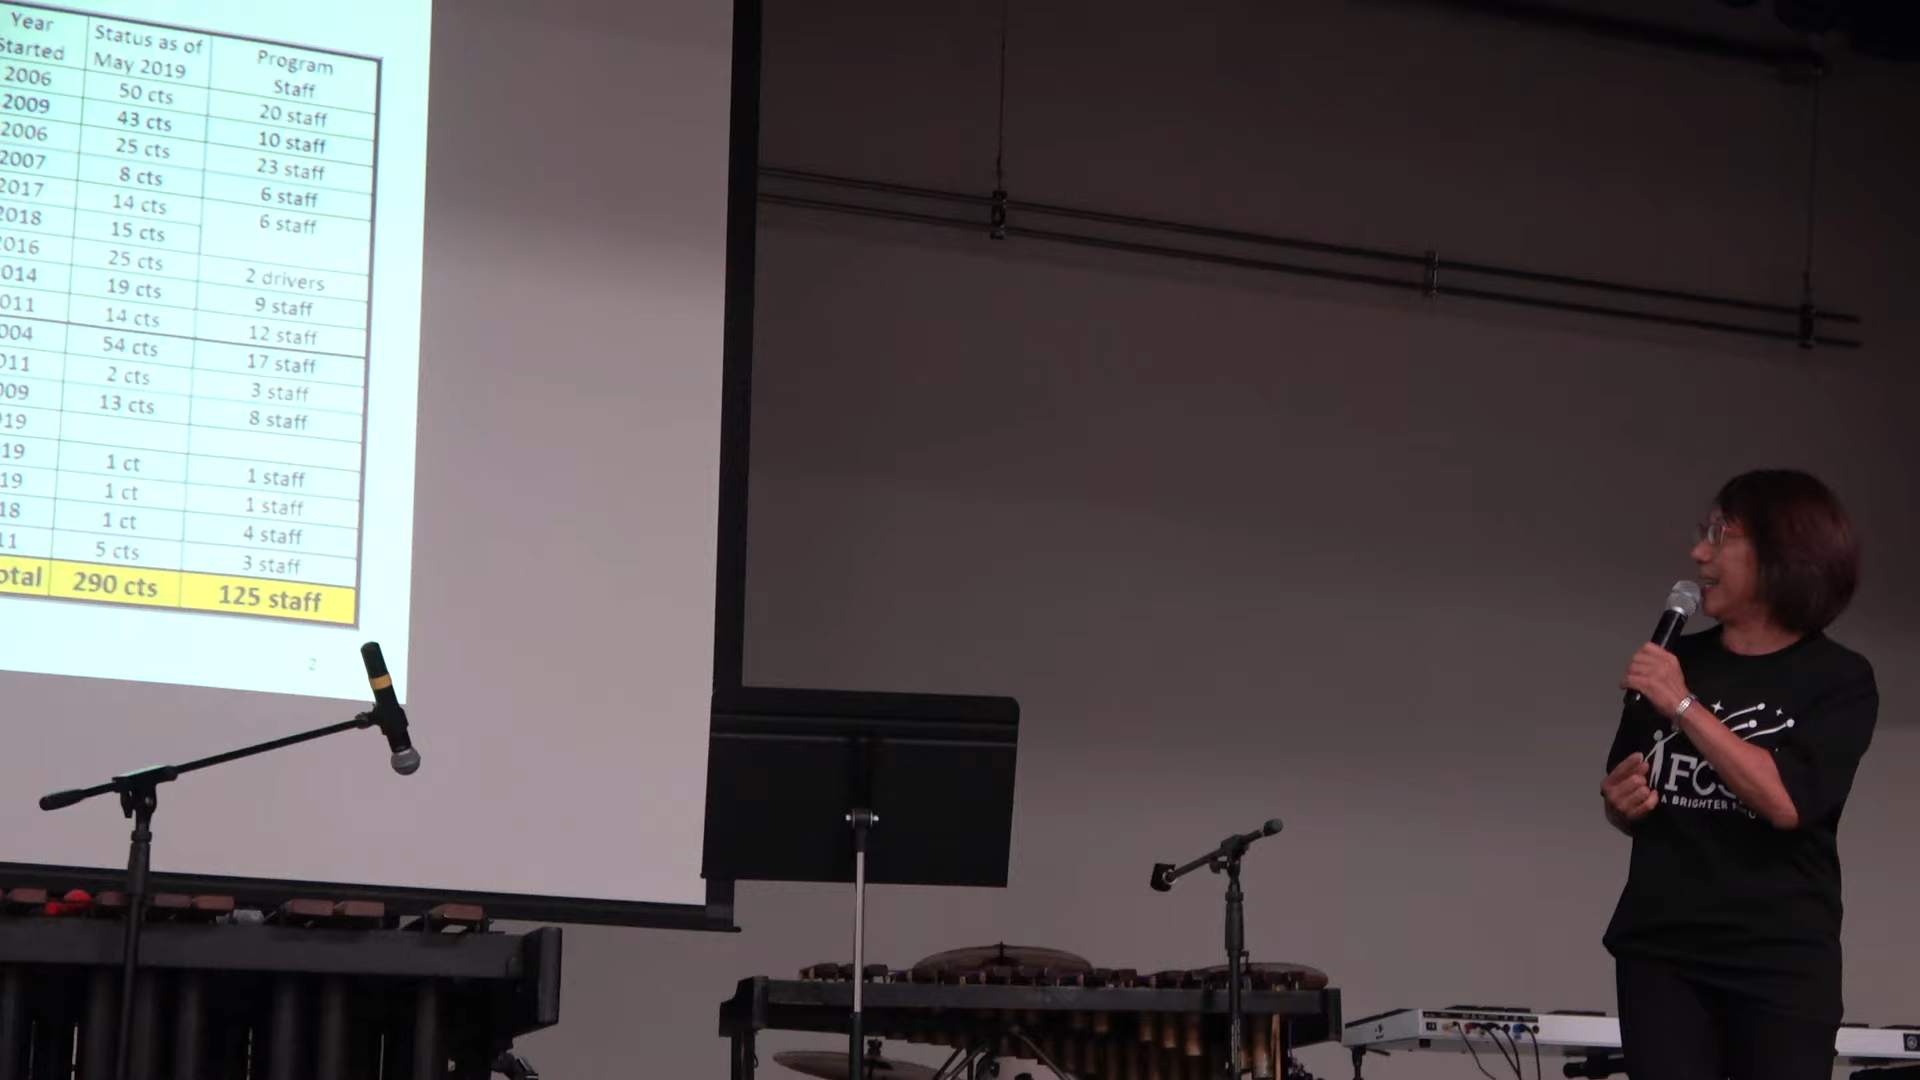 Year Started Status as of May 2019 Program Staff
2006 50 cts 20 staff
2009 43 cts 10 staff
2006 25 cts 23 staff
2007 8 cts 6 staff
2017 14 cts 6 staff
2018 15 cts
016 25 cts 2 drivers
014 19 cts 9 staff
011 14 cts 12 staff
004 54 cts 17 staff
011 2 cts 3 staff
009 13 cts 8 staff
19
19 1 ct 1 staff
19 1 ct 1 staff
18 1 ct 4 staff
11 5 cts 3 staff
otal 290 cts 125 staff
2
FCS
A BRIGHTER